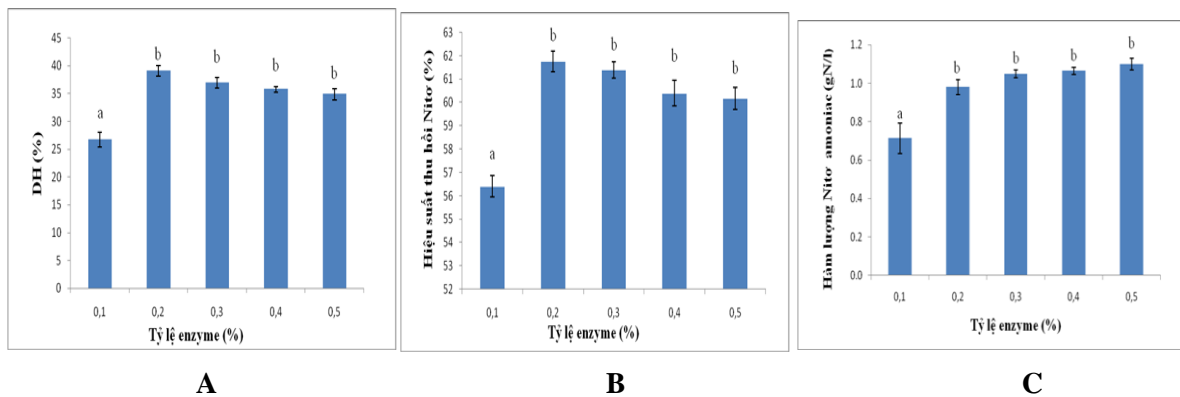 DH (%)
45
40
35
30
25
20
15
10
5
0
a
b
b
b
b
0,1
0,2
0,3
0,4
0,5
Tỷ lệ enzyme (%)
A
Hiệu suất thu hồi Nitơ (%)
63
62
61
60
59
58
57
56
55
54
53
52
a
b
b
b
b
0,1
0,2
0,3
0,4
0,5
Tỷ lệ enzyme (%)
B
Hàm lượng Nitơ amoniac (gN/l)
1.2
1.0
0.8
0.6
0.4
0.2
0.0
a
b
b
b
b
0,1
0,2
0,3
0,4
0,5
Tỷ lệ enzyme (%)
C